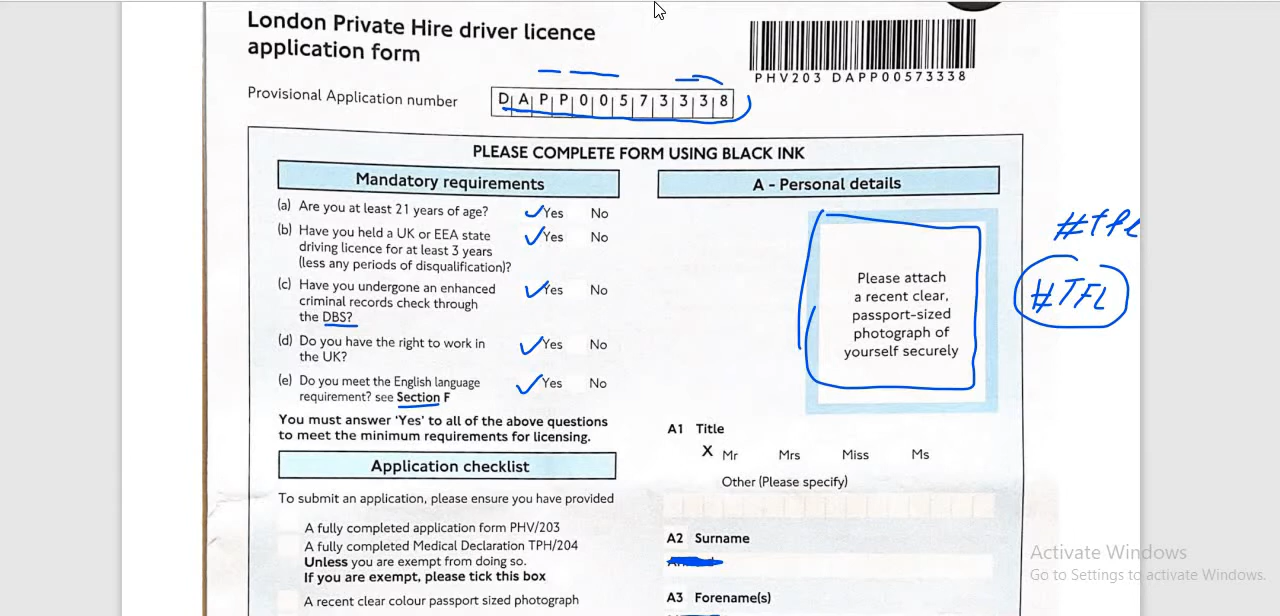 London Private Hire driver licence
application form
PHV203 DAPP00573338
Provisional Application number
DAPP00573338
PLEASE COMPLETE FORM USING BLACK INK
Mandatory requirements
(a) Are you at least 21 years of age? Yes No
(b) Have you held a UK or EEA state
driving licence for at least 3 years
(less any periods of disqualification)?
Yes No
(c) Have you undergone an enhanced
criminal records check through
the DBS?
Yes No
(d) Do you have the right to work in
the UK?
Yes No
(e) Do you meet the English language
requirement? see Section F
Yes No
You must answer 'Yes' to all of the above questions
to meet the minimum requirements for licensing.
Application checklist
To submit an application, please ensure you have provided
A fully completed application form PHV/203
A fully completed Medical Declaration TPH/204
Unless you are exempt from doing so.
If you are exempt, please tick this box
A recent clear colour passport sized photograph
A - Personal details
Please attach
a recent clear,
passport-sized
photograph of
yourself securely
#TFL
A1 Title
X Mr Mrs Miss Ms
Other (Please specify)
A2 Surname
A3 Forename(s)
Activate Windows
Go to Settings to activate Windows.